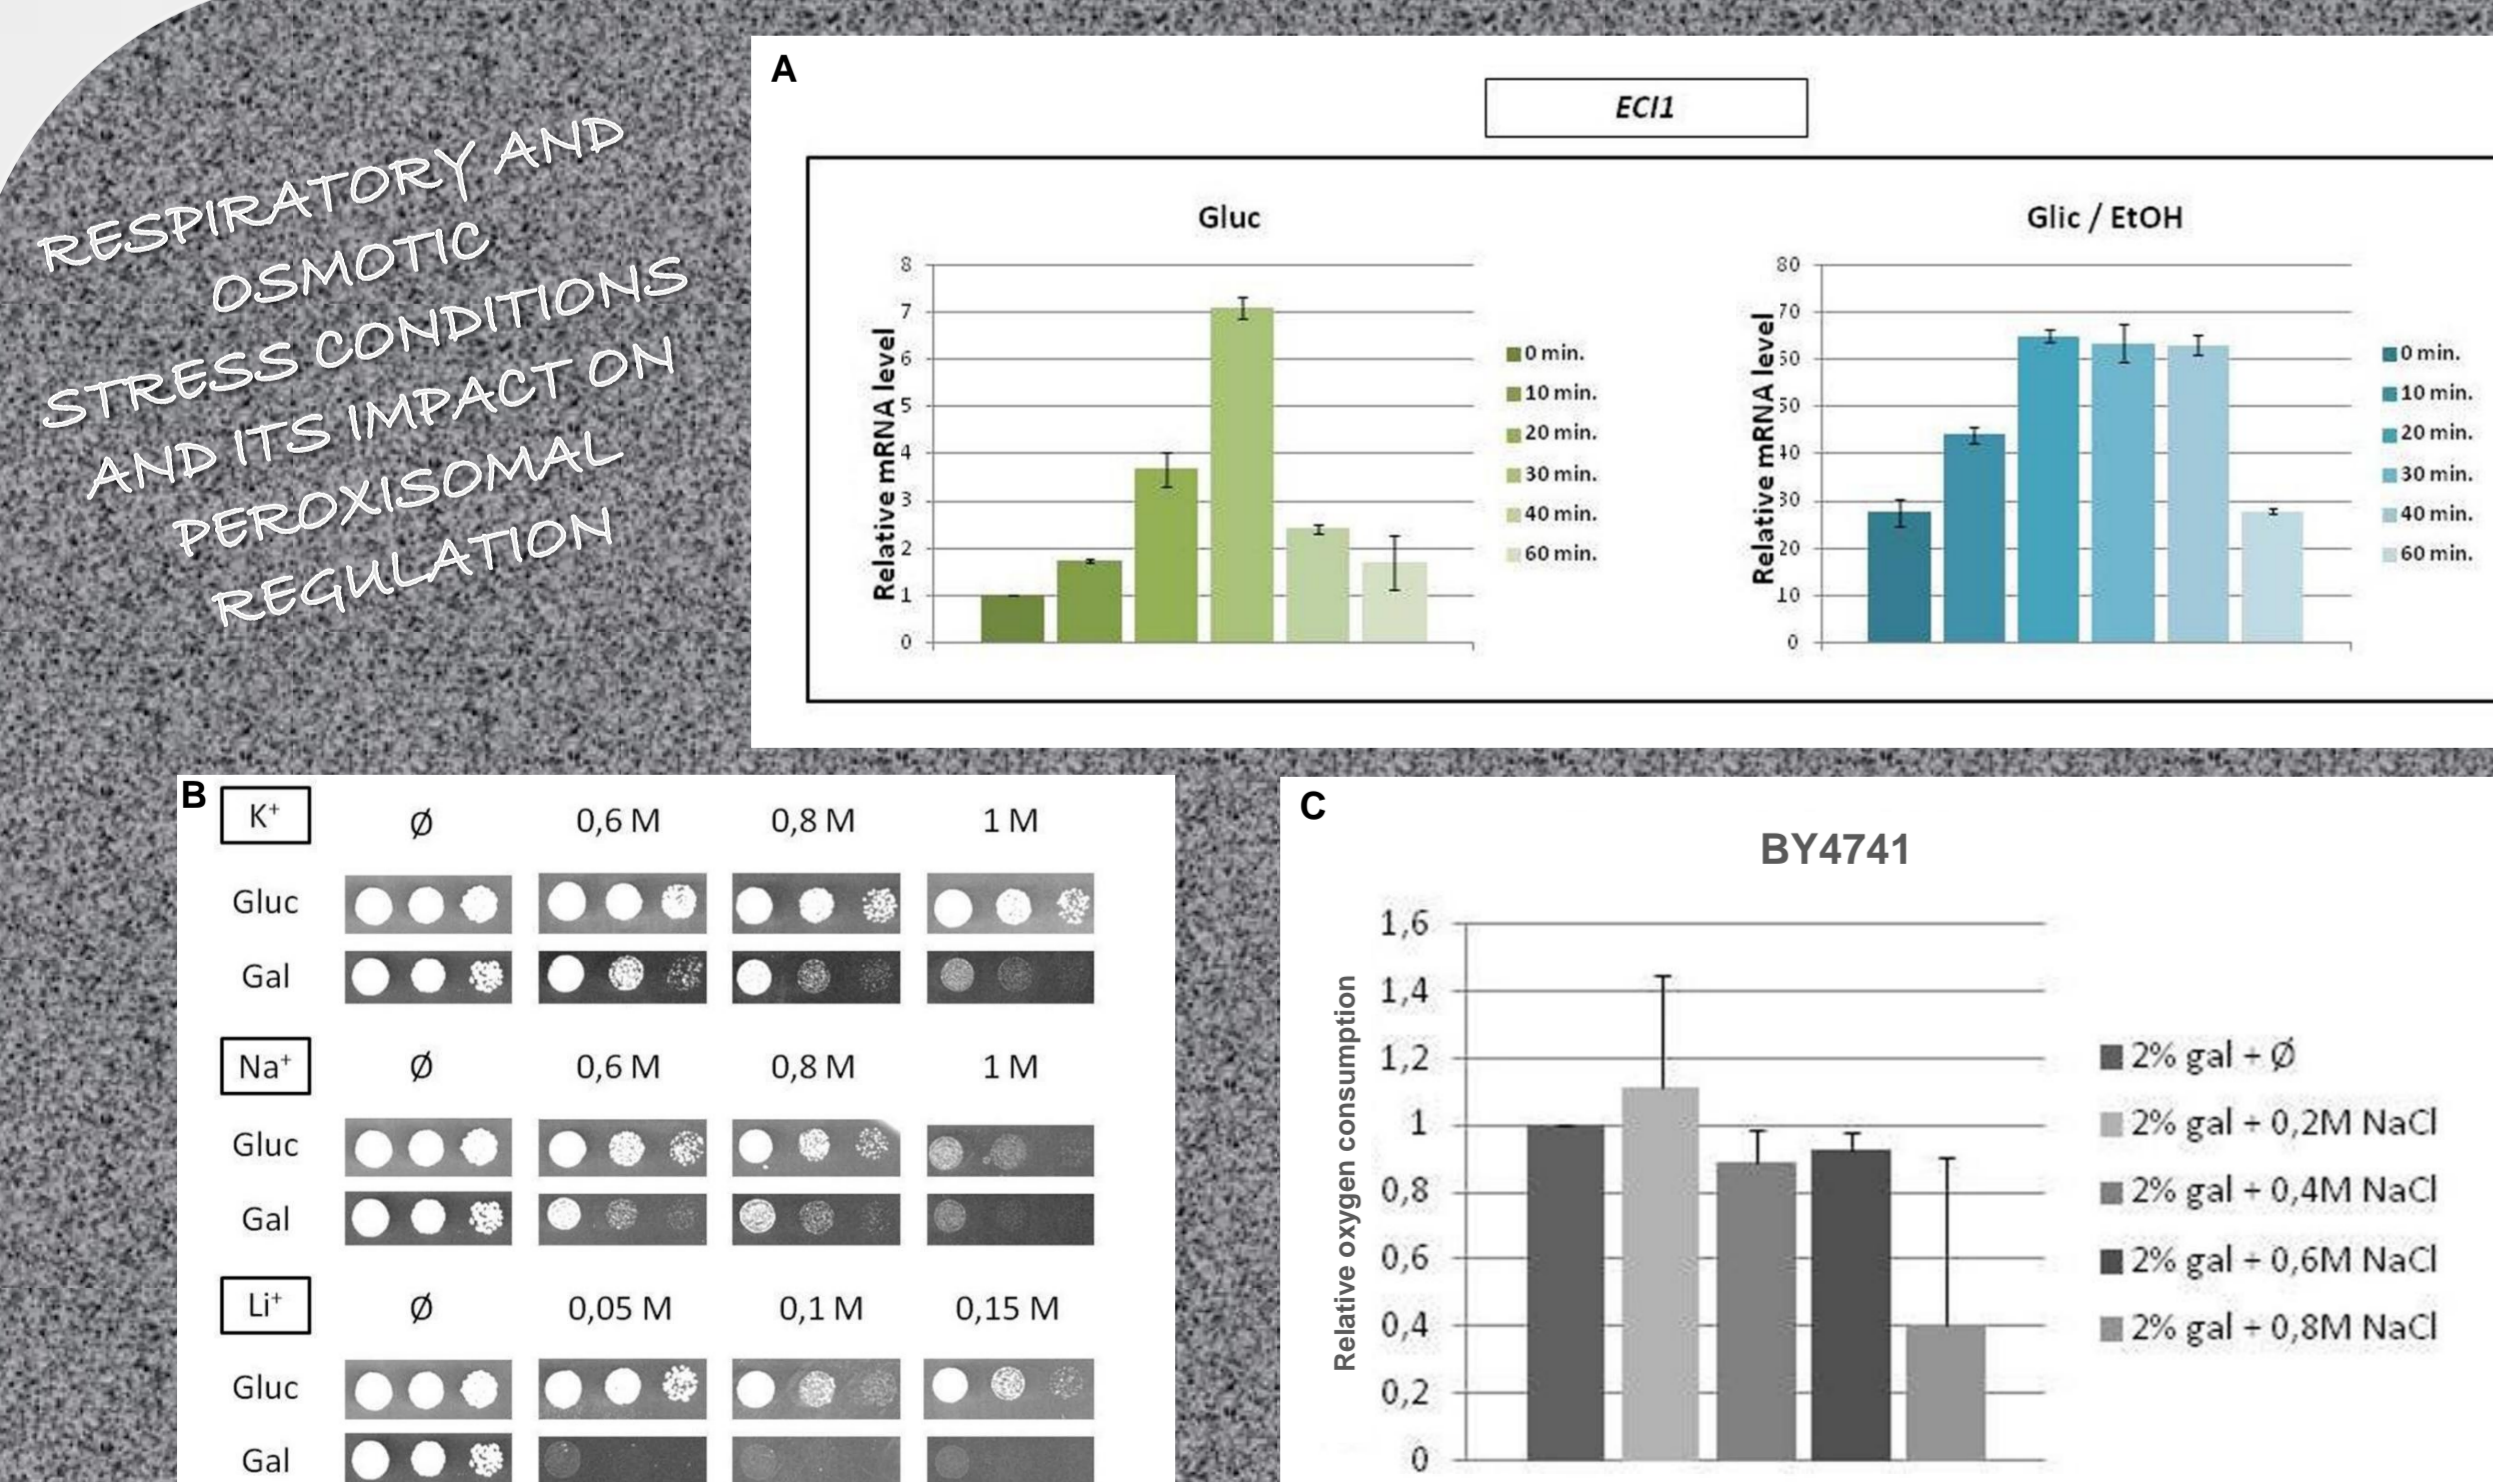 RESPIRATORY AND
OSMOTIC
STRESS CONDITIONS
AND ITS IMPACT ON
PEROXISOMAL
REGULATION
A
ECI1
Gluc
Relative mRNA level
8
7
6
5
4
3
2
1
0
0 min.
10 min.
20 min.
30 min.
40 min.
60 min.
Glic / EtOH
Relative mRNA level
80
70
60
50
40
30
20
10
0
0 min.
10 min.
20 min.
30 min.
40 min.
60 min.
B
K⁺ Ø 0,6 M 0,8 M 1 M
Gluc
Gal
Na⁺ Ø 0,6 M 0,8 M 1 M
Gluc
Gal
Li⁺ Ø 0,05 M 0,1 M 0,15 M
Gluc
Gal
C
BY4741
Relative oxygen consumption
1,6
1,4
1,2
1
0,8
0,6
0,4
0,2
0
2% gal + Ø
2% gal + 0,2M NaCl
2% gal + 0,4M NaCl
2% gal + 0,6M NaCl
2% gal + 0,8M NaCl